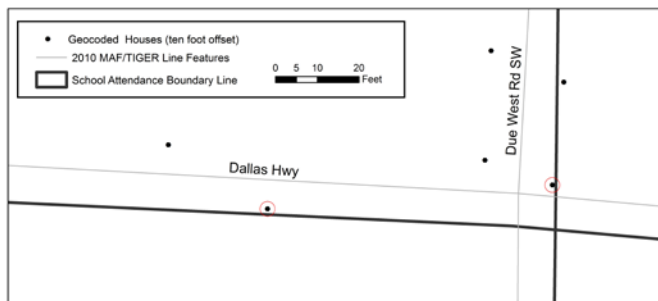 Geocoded Houses (ten foot offset)
2010 MAF/TIGER Line Features
School Attendance Boundary Line
0 5 10 20
Feet
Due West Rd SW
Dallas Hwy